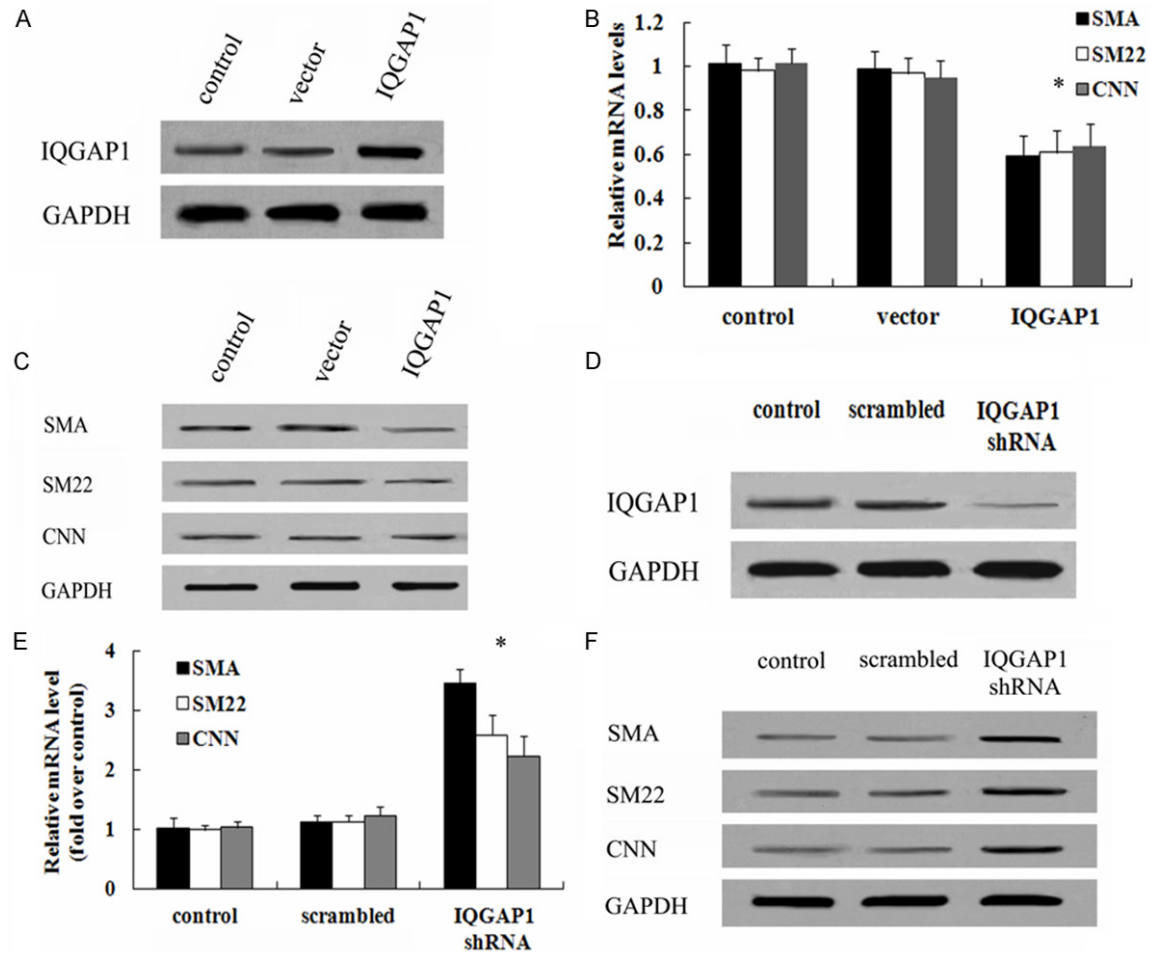 A
control
vector
IQGAP1
IQGAP1
GAPDH
B
Relative mRNA levels
1.2
1
0.8
0.6
0.4
0.2
0
SMA
SM22
CNN
*
control
vector
IQGAP1
C
control
vector
IQGAP1
SMA
SM22
CNN
GAPDH
D
control
scrambled
IQGAP1
shRNA
IQGAP1
GAPDH
E
Relative mRNA level
(fold over control)
4
3
2
1
0
SMA
SM22
CNN
*
control
scrambled
IQGAP1
shRNA
F
control
scrambled
IQGAP1
shRNA
SMA
SM22
CNN
GAPDH